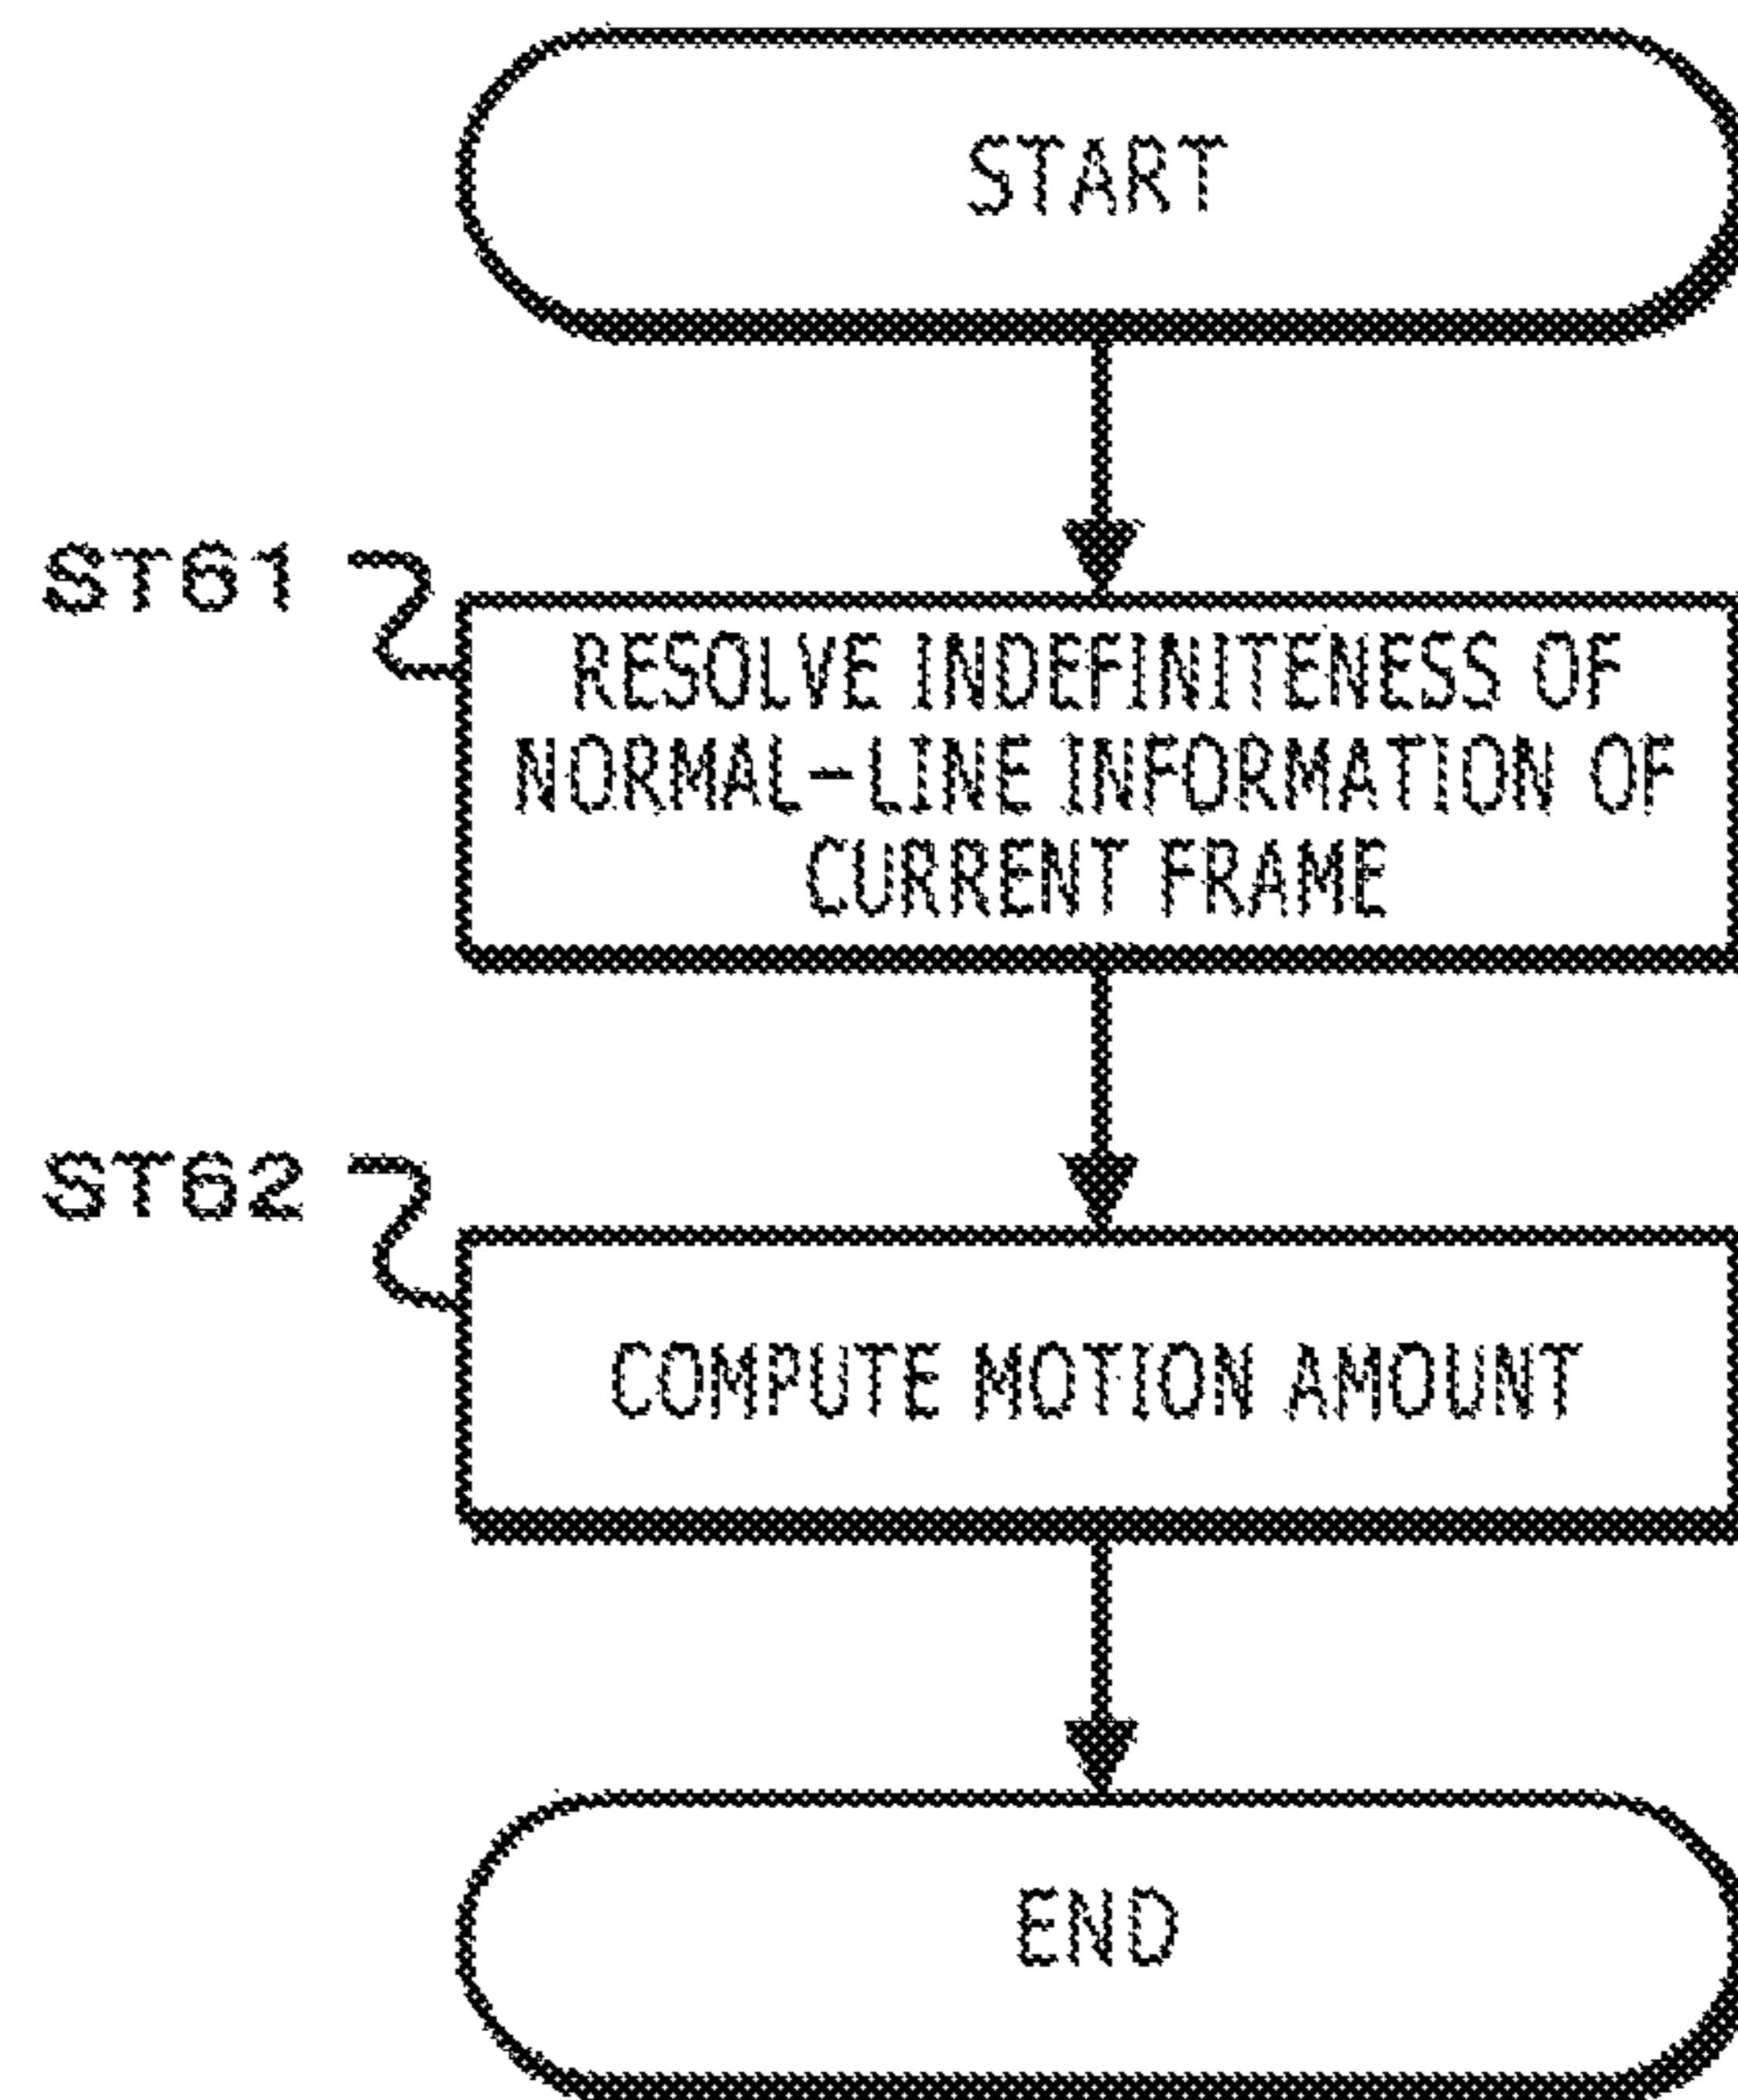 START
ST61
RESOLVE INDEFINITENESS OF
NORMAL-LINE INFORMATION OF
CURRENT FRAME
ST62
COMPUTE MOTION AMOUNT
END